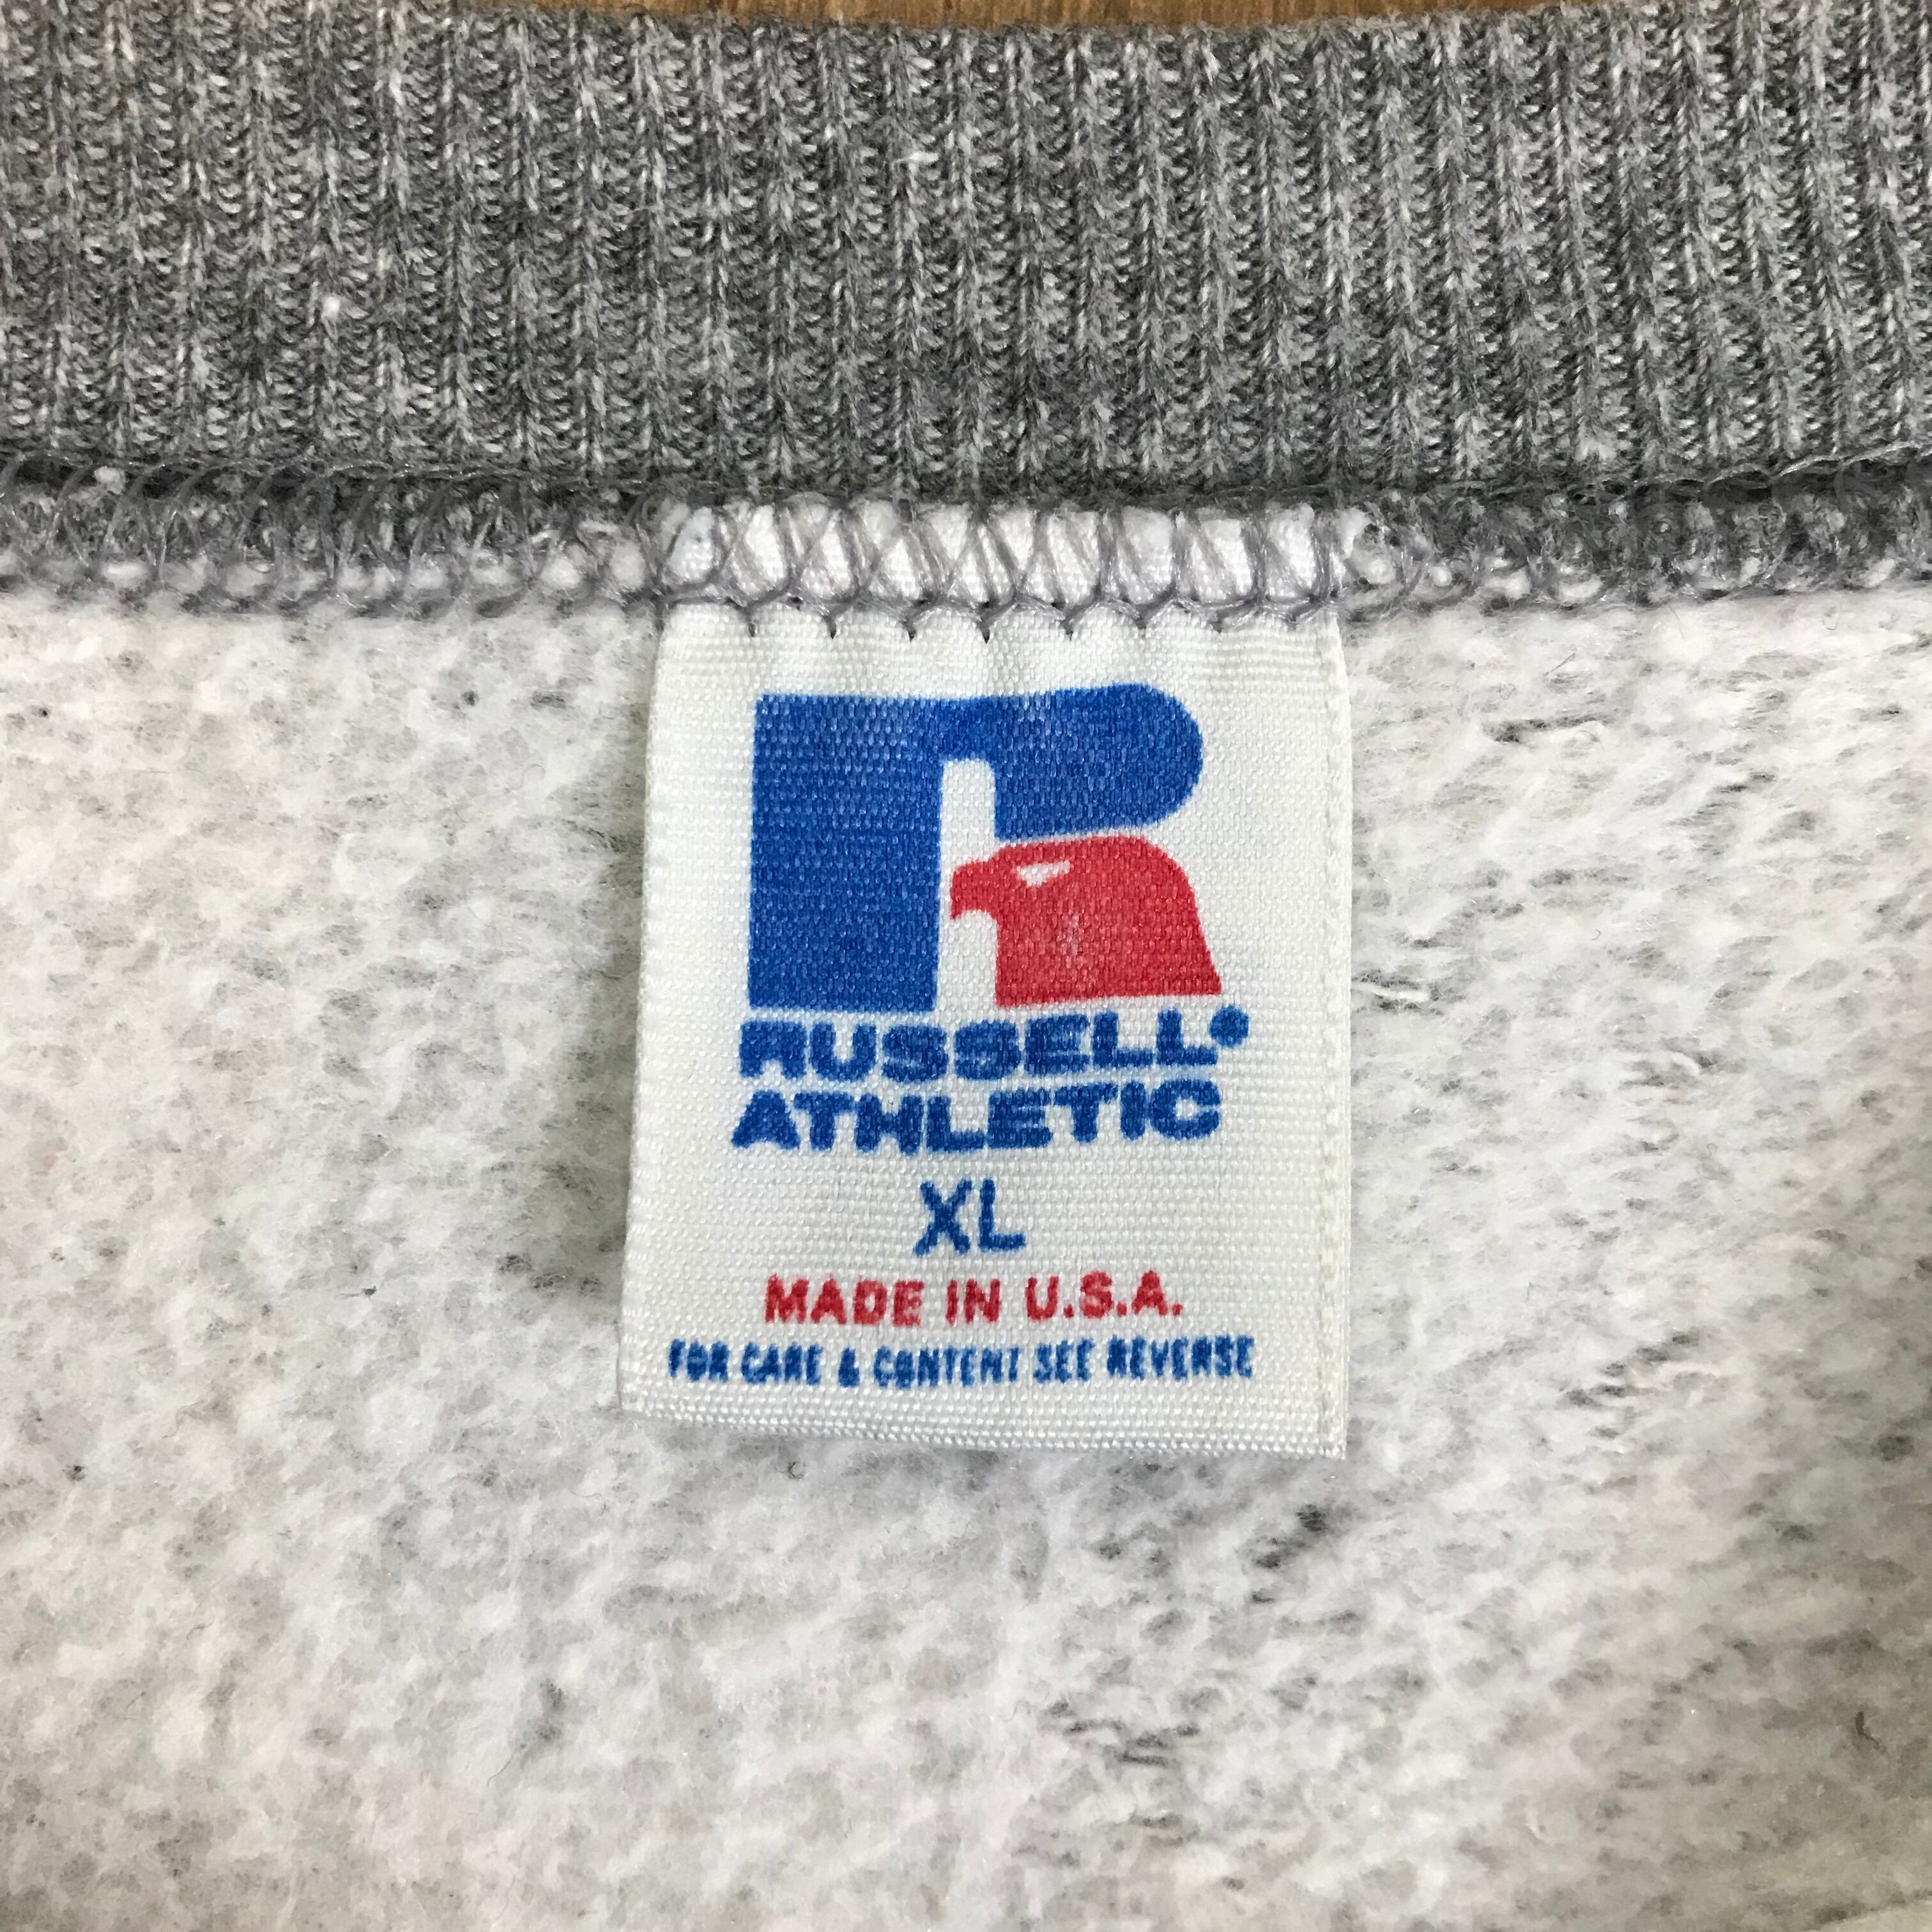 RUSSELL
ATHLETIC
XL
MADE IN U.S.A.
FOR CARE & CONTENT SEE REVERSE